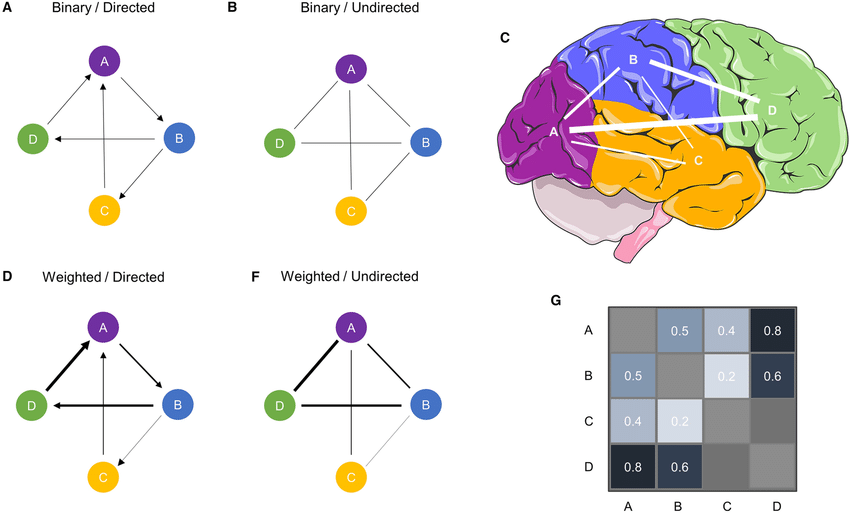 A Binary / Directed
A
D
B
C
B Binary / Undirected
A
D
B
C
C
B
D
A
C
D Weighted / Directed
A
D
B
C
F Weighted / Undirected
A
D
B
C
G
A 0.5 0.4 0.8
B 0.5 0.2 0.6
C 0.4 0.2
D 0.8 0.6
A B C D